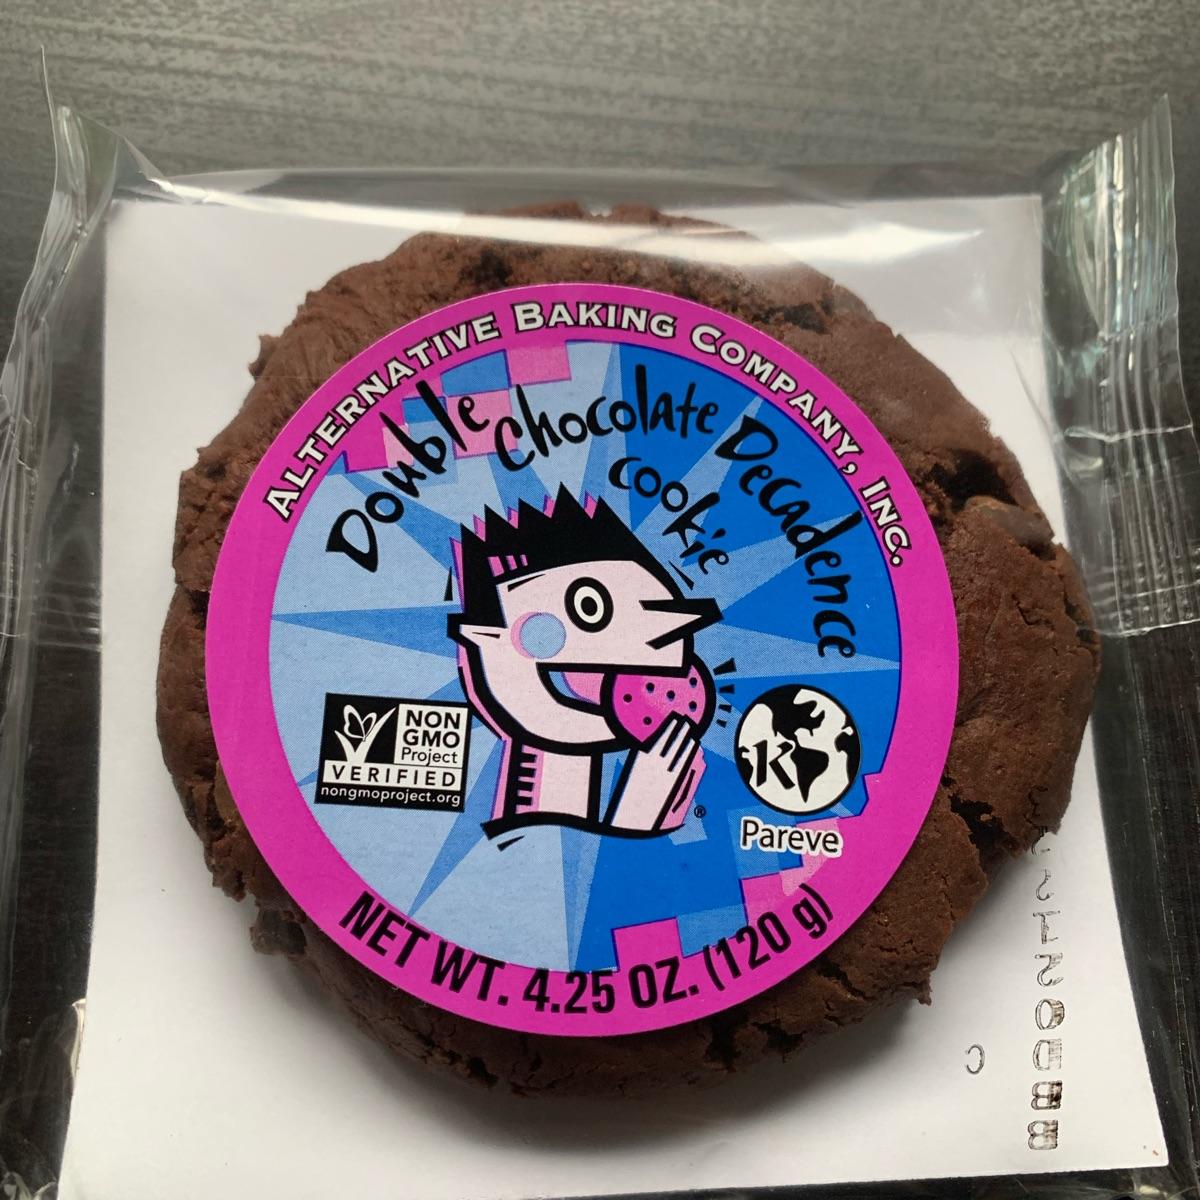 ALTERNATIVE BAKING COMPANY, INC.
Double Chocolate Decadence
cookie
NON
GMO
Project
VERIFIED
nongmoproject.org
K
Pareve
®
NET WT. 4.25 OZ. (120 g)
C